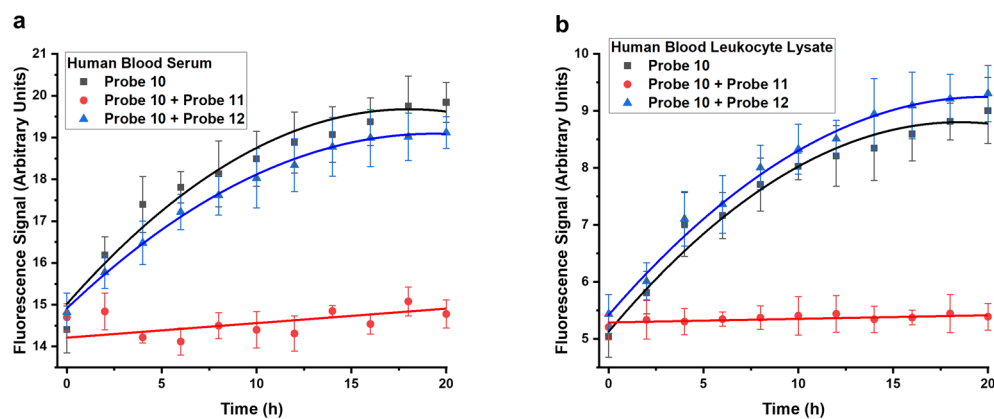 a
Fluorescence Signal (Arbitrary Units)
21
20
19
18
17
16
15
14
Human Blood Serum
Probe 10
Probe 10 + Probe 11
Probe 10 + Probe 12
0
5
10
15
20
Time (h)
b
Fluorescence Signal (Arbitrary Units)
10
9
8
7
6
5
Human Blood Leukocyte Lysate
Probe 10
Probe 10 + Probe 11
Probe 10 + Probe 12
0
5
10
15
20
Time (h)